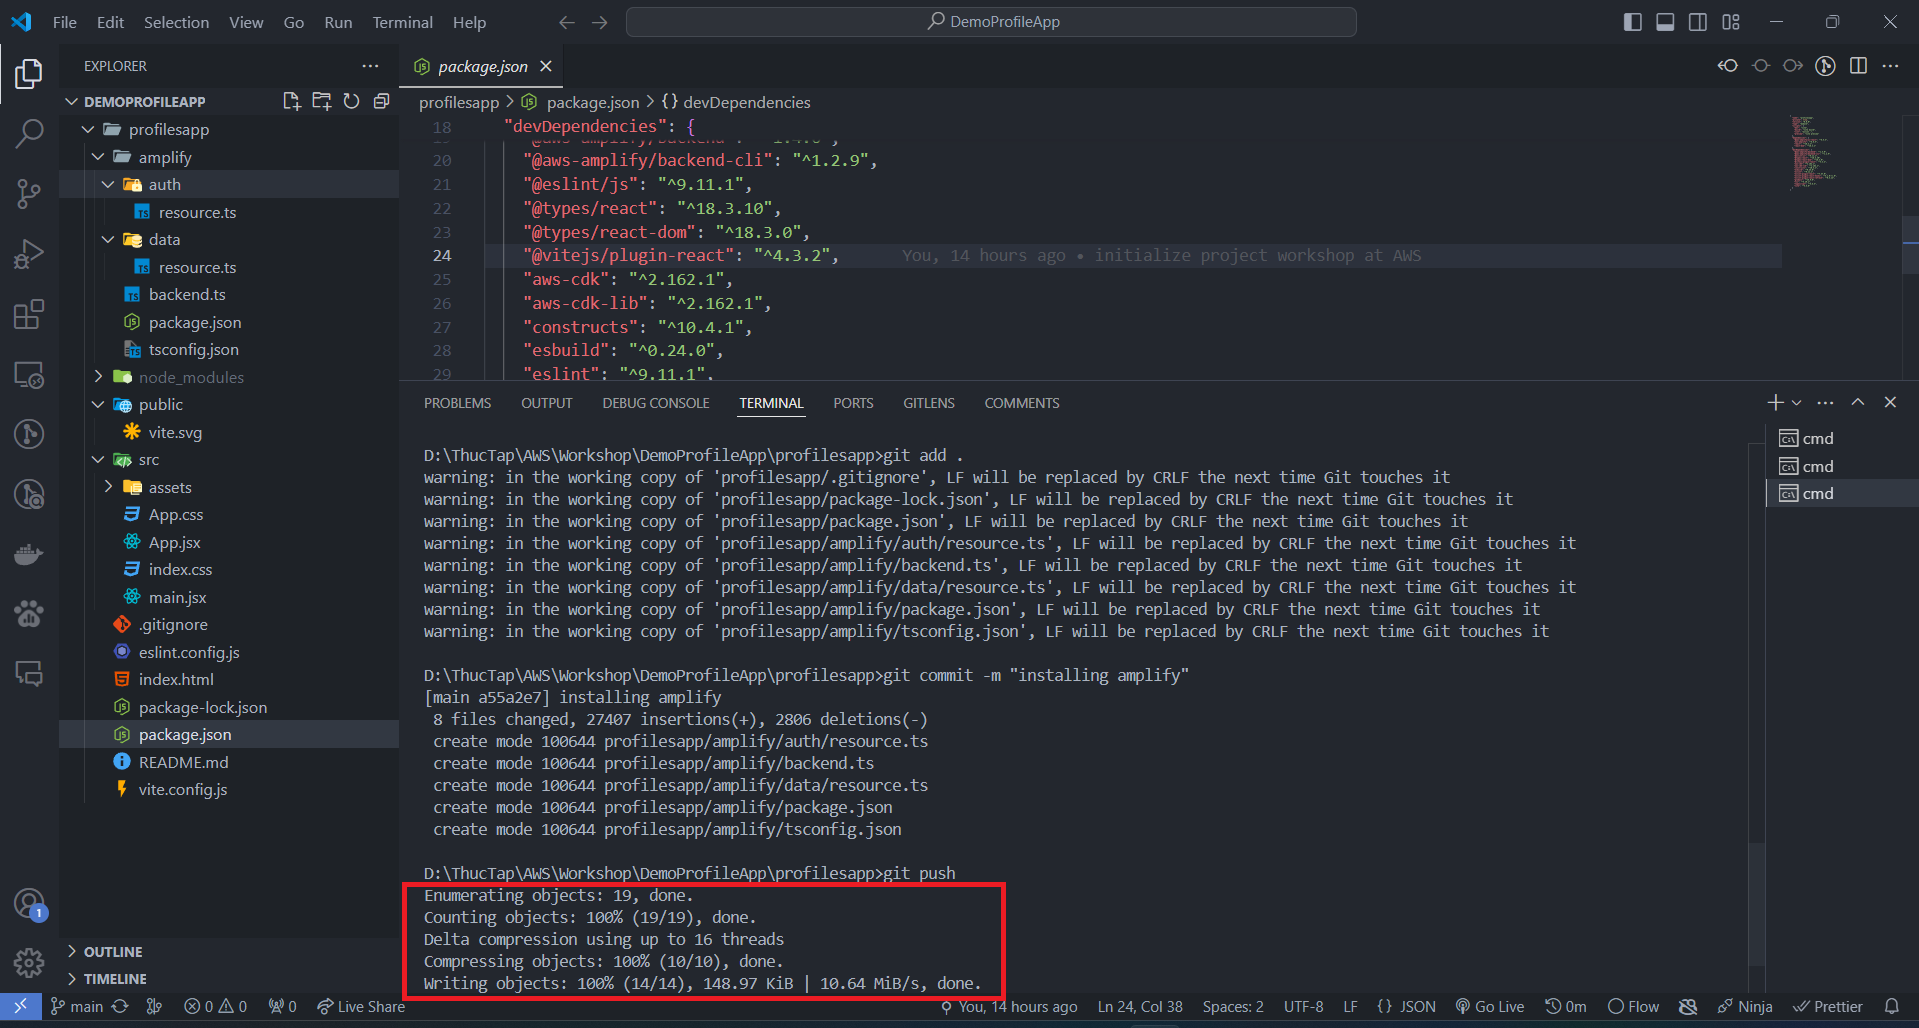 File Edit Selection View Go Run Terminal Help
DemoProfileApp
EXPLORER
DEMOPROFILEAPP
profilesapp
amplify
auth
TS resource.ts
data
TS resource.ts
TS backend.ts
package.json
tsconfig.json
node_modules
public
vite.svg
src
assets
App.css
App.jsx
index.css
main.jsx
.gitignore
eslint.config.js
index.html
package-lock.json
package.json
README.md
vite.config.js
OUTLINE
TIMELINE
package.json
profilesapp > package.json > {} devDependencies
18 "devDependencies": {
20 "@aws-amplify/backend-cli": "^1.2.9",
21 "@eslint/js": "^9.11.1",
22 "@types/react": "^18.3.10",
23 "@types/react-dom": "^18.3.0",
24 "@vitejs/plugin-react": "^4.3.2", You, 14 hours ago • initialize project workshop at AWS
25 "aws-cdk": "^2.162.1",
26 "aws-cdk-lib": "^2.162.1",
27 "constructs": "^10.4.1",
28 "esbuild": "^0.24.0",
29 "eslint": "^9.11.1",
PROBLEMS OUTPUT DEBUG CONSOLE TERMINAL PORTS GITLENS COMMENTS
cmd
cmd
cmd
D:\ThucTap\AWS\Workshop\DemoProfileApp\profilesapp>git add .
warning: in the working copy of 'profilesapp/.gitignore', LF will be replaced by CRLF the next time Git touches it
warning: in the working copy of 'profilesapp/package-lock.json', LF will be replaced by CRLF the next time Git touches it
warning: in the working copy of 'profilesapp/package.json', LF will be replaced by CRLF the next time Git touches it
warning: in the working copy of 'profilesapp/amplify/auth/resource.ts', LF will be replaced by CRLF the next time Git touches it
warning: in the working copy of 'profilesapp/amplify/backend.ts', LF will be replaced by CRLF the next time Git touches it
warning: in the working copy of 'profilesapp/amplify/data/resource.ts', LF will be replaced by CRLF the next time Git touches it
warning: in the working copy of 'profilesapp/amplify/package.json', LF will be replaced by CRLF the next time Git touches it
warning: in the working copy of 'profilesapp/amplify/tsconfig.json', LF will be replaced by CRLF the next time Git touches it
D:\ThucTap\AWS\Workshop\DemoProfileApp\profilesapp>git commit -m "installing amplify"
[main a55a2e7] installing amplify
8 files changed, 27407 insertions(+), 2806 deletions(-)
create mode 100644 profilesapp/amplify/auth/resource.ts
create mode 100644 profilesapp/amplify/backend.ts
create mode 100644 profilesapp/amplify/data/resource.ts
create mode 100644 profilesapp/amplify/package.json
create mode 100644 profilesapp/amplify/tsconfig.json
D:\ThucTap\AWS\Workshop\DemoProfileApp\profilesapp>git push
Enumerating objects: 19, done.
Counting objects: 100% (19/19), done.
Delta compression using up to 16 threads
Compressing objects: 100% (10/10), done.
Writing objects: 100% (14/14), 148.97 KiB | 10.64 MiB/s, done.
1
main 0 0 0 Live Share You, 14 hours ago Ln 24, Col 38 Spaces: 2 UTF-8 LF {} JSON Go Live 0m Flow Ninja Prettier